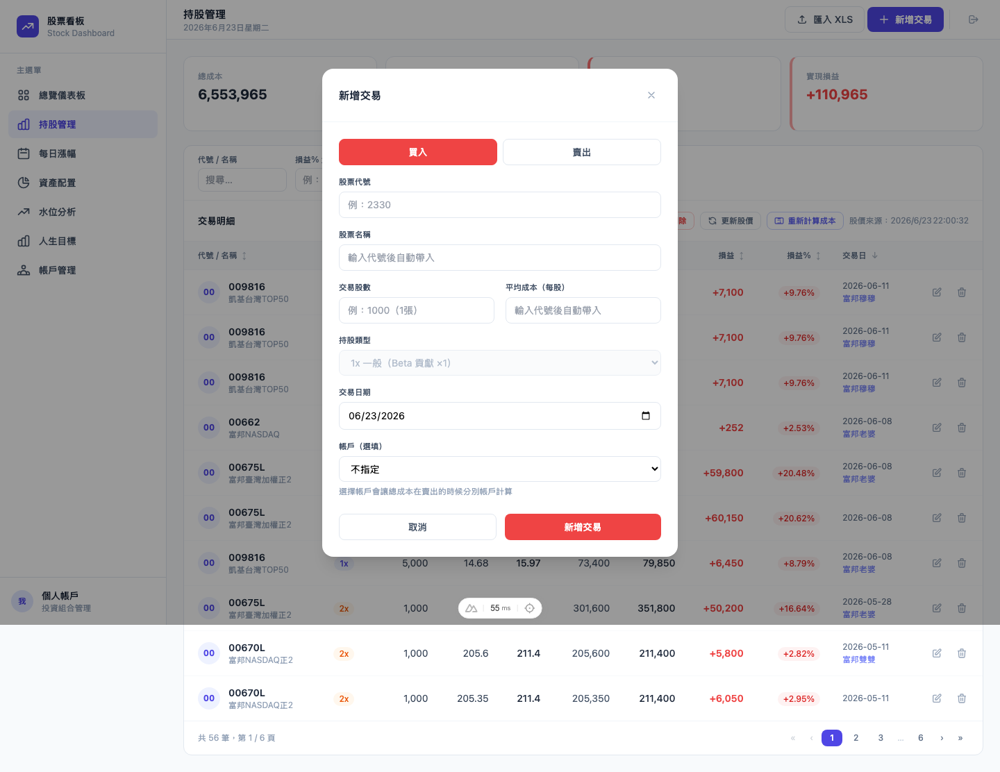 股票看板
Stock Dashboard
主選單
總覽儀表板
持股管理
每日漲幅
資產配置
水位分析
人生目標
帳戶管理
我
個人帳戶
投資組合管理
持股管理
2026年6月23日星期二
匯入 XLS
新增交易
總成本
6,553,965
實現損益
+110,965
代號 / 名稱
損益%
搜尋...
例：
交易明細
除
更新股價
重新計算成本
股價來源：2026/6/23 22:00:32
代號 / 名稱
損益
損益%
交易日
00
009816
凱基台灣TOP50
+7,100
+9.76%
2026-06-11
富邦穆穆
00
009816
凱基台灣TOP50
+7,100
+9.76%
2026-06-11
富邦穆穆
00
009816
凱基台灣TOP50
+7,100
+9.76%
2026-06-11
富邦穆穆
00
00662
富邦NASDAQ
+252
+2.53%
2026-06-08
富邦老婆
00
00675L
富邦臺灣加權正2
+59,800
+20.48%
2026-06-08
富邦老婆
00
00675L
富邦臺灣加權正2
+60,150
+20.62%
2026-06-08
00
009816
凱基台灣TOP50
1x
5,000
14.68
15.97
73,400
79,850
+6,450
+8.79%
2026-06-08
富邦老婆
00
00675L
富邦臺灣加權正2
2x
1,000
301,600
351,800
+50,200
+16.64%
2026-05-28
富邦老婆
00
00670L
富邦NASDAQ正2
2x
1,000
205.6
211.4
205,600
211,400
+5,800
+2.82%
2026-05-11
富邦雙雙
00
00670L
富邦NASDAQ正2
2x
1,000
205.35
211.4
205,350
211,400
+6,050
+2.95%
2026-05-11
共 56 筆，第 1 / 6 頁
« ‹ 1 2 3 ... 6 › »
新增交易
買入
賣出
股票代號
例：2330
股票名稱
輸入代號後自動帶入
交易股數
例：1000（1張）
平均成本（每股）
輸入代號後自動帶入
持股類型
1x 一般（Beta 貢獻 ×1）
交易日期
06/23/2026
帳戶（選填）
不指定
選擇帳戶會讓總成本在賣出的時候分別帳戶計算
取消
新增交易
55 ms